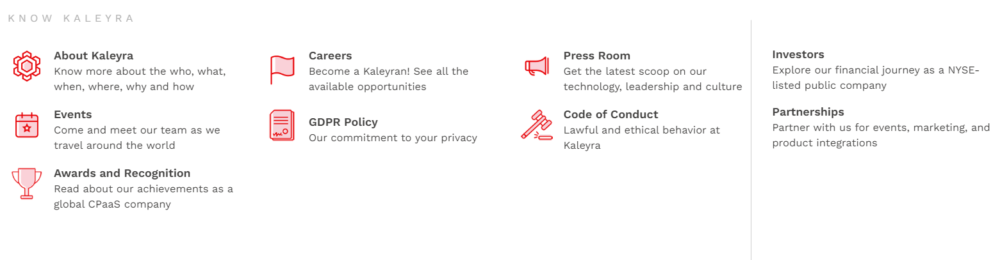 KNOW KALEYRA
About Kaleyra
Know more about the who, what,
when, where, why and how
Careers
Become a Kaleyran! See all the
available opportunities
Press Room
Get the latest scoop on our
technology, leadership and culture
Investors
Explore our financial journey as a NYSE-
listed public company
Events
Come and meet our team as we
travel around the world
GDPR Policy
Our commitment to your privacy
Code of Conduct
Lawful and ethical behavior at
Kaleyra
Partnerships
Partner with us for events, marketing, and
product integrations
Awards and Recognition
Read about our achievements as a
global CPaaS company